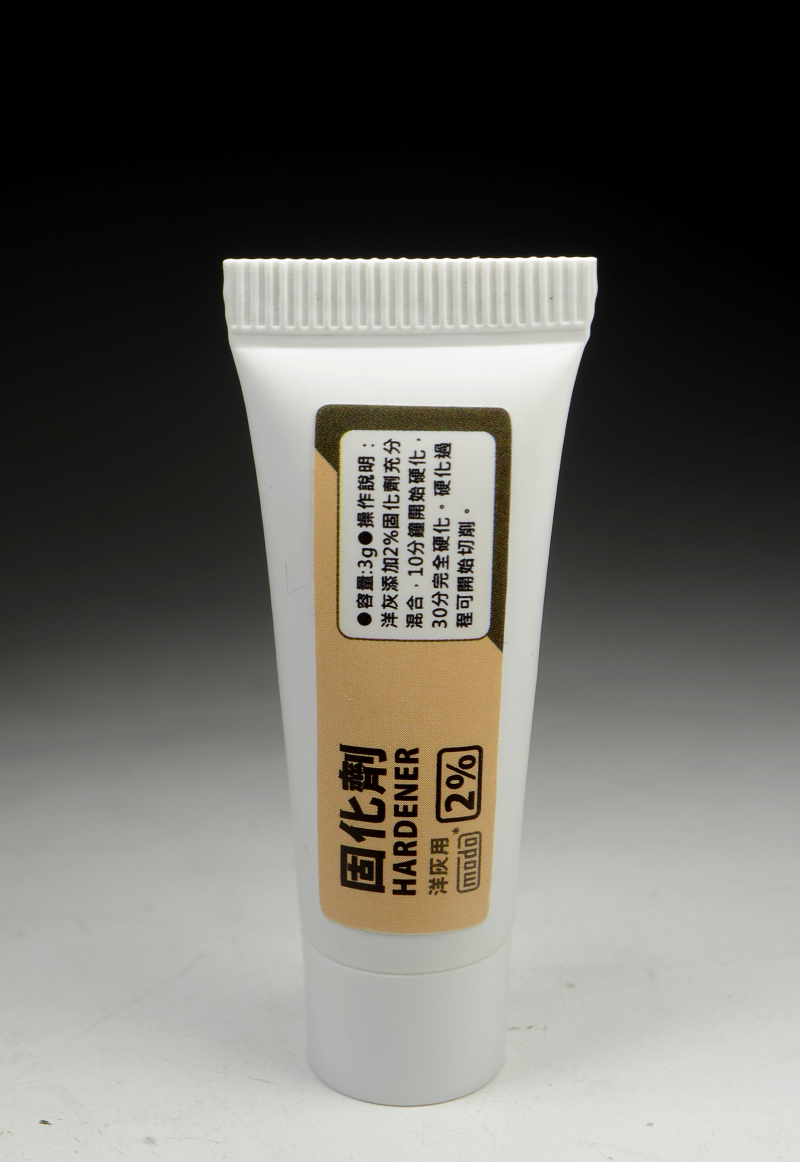 固化劑
HARDENER
洋灰用*
modo 2%
●容量:3g●操作說明：
洋灰添加2%固化劑充分
混合，10分鐘開始硬化，
30分完全硬化。硬化過
程可開始切削。